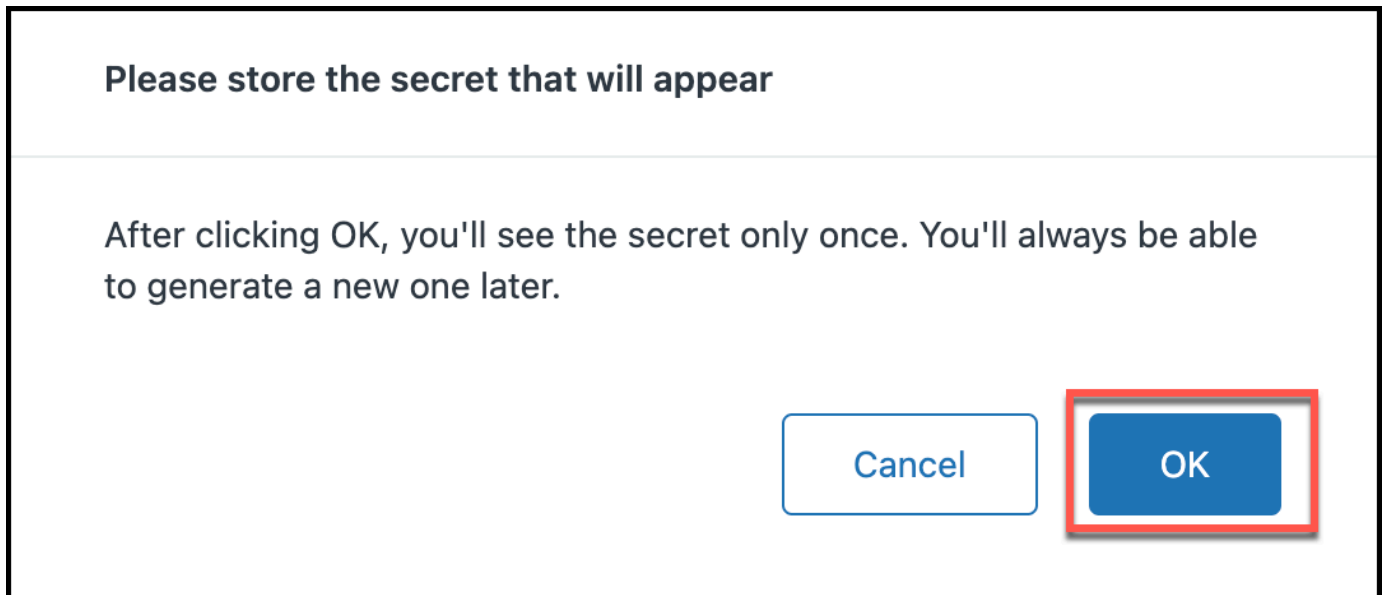 Please store the secret that will appear
After clicking OK, you'll see the secret only once. You'll always be able
to generate a new one later.
Cancel
OK